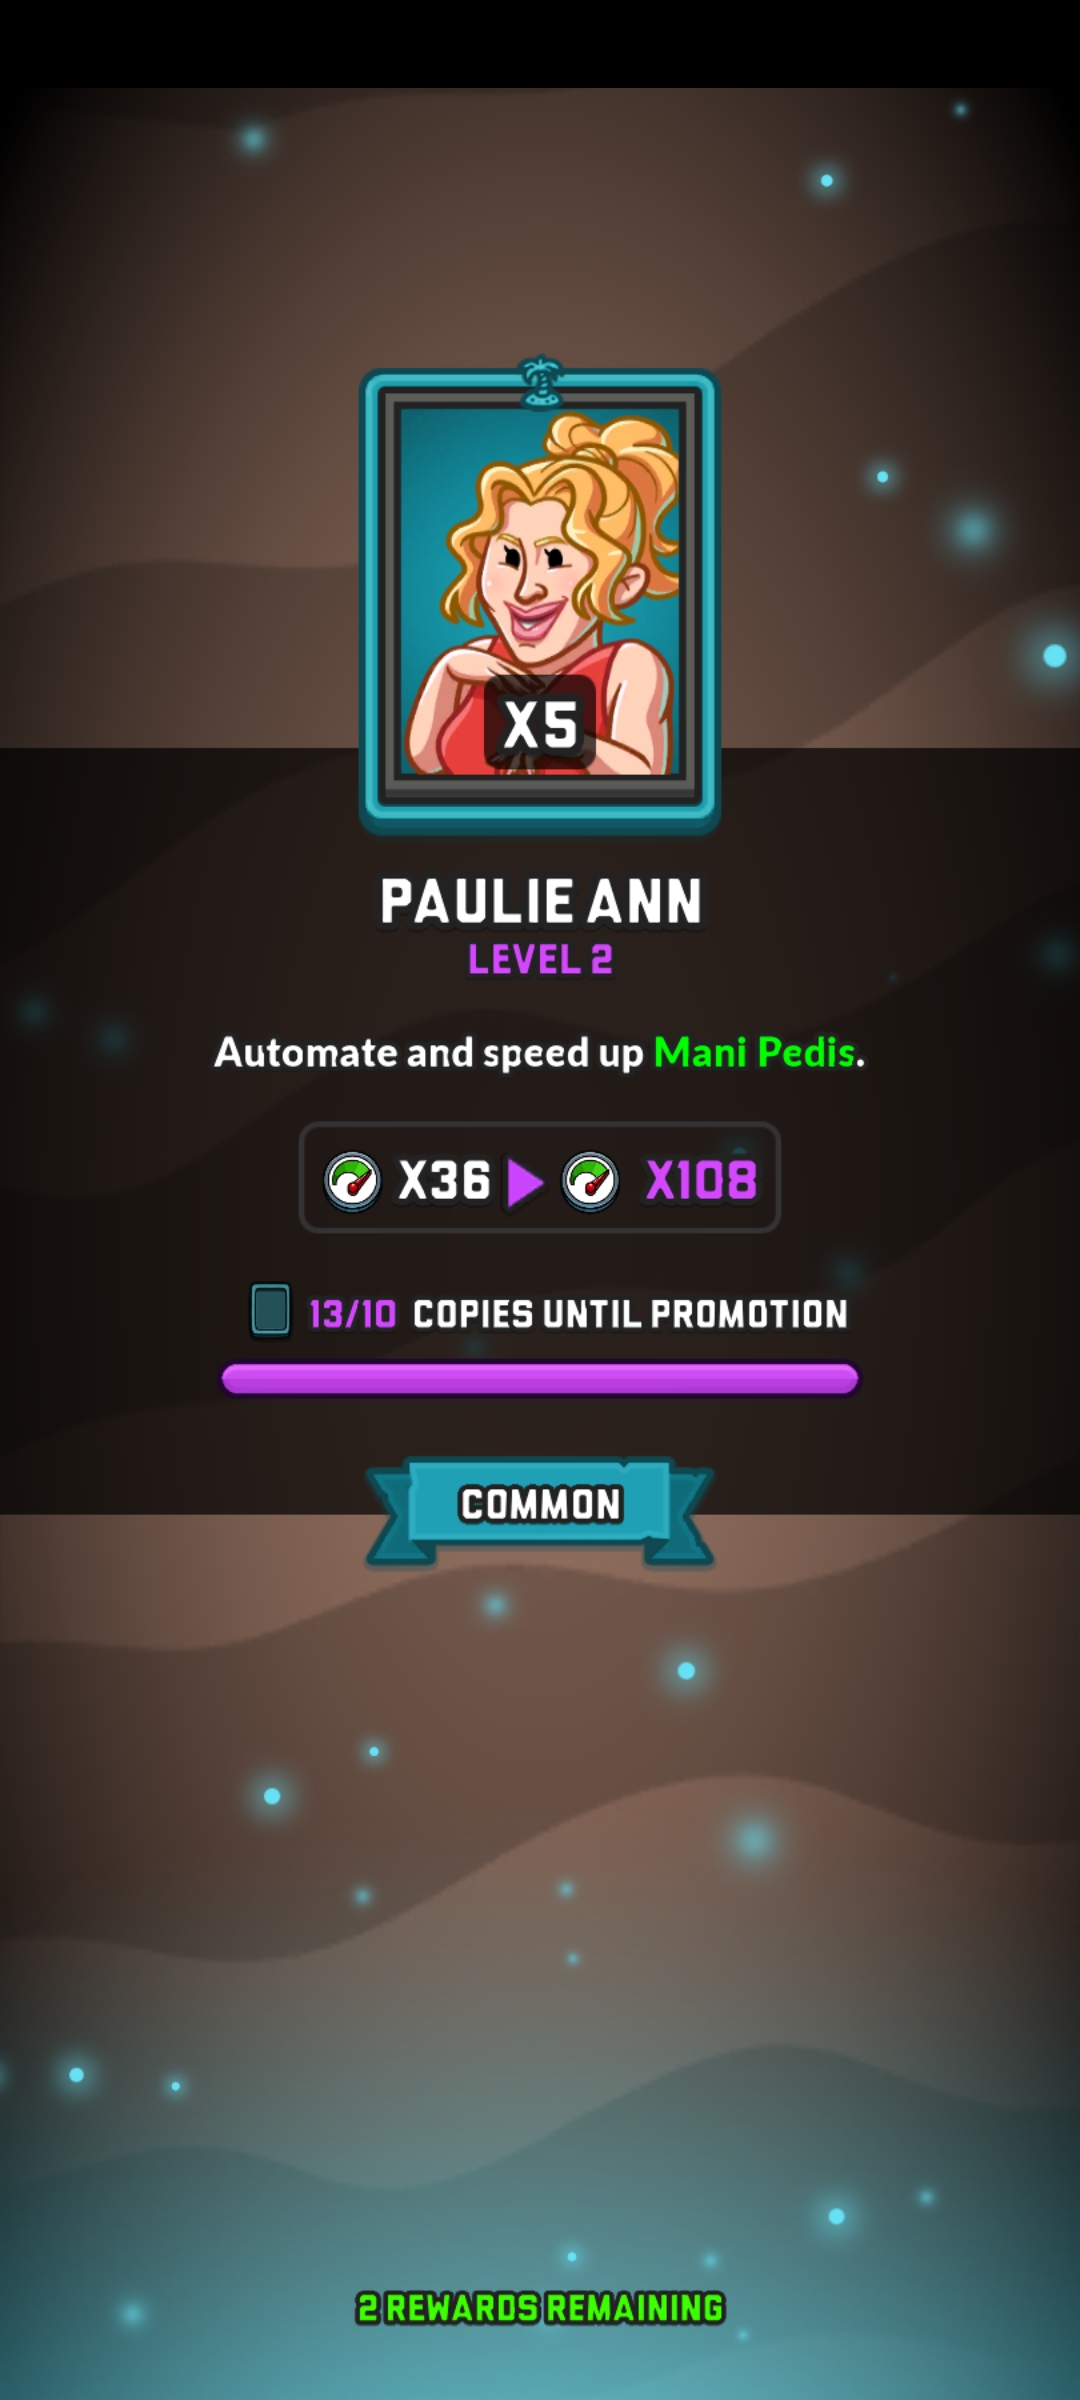 X5
PAULIE ANN
LEVEL 2
Automate and speed up Mani Pedis.
X36 X108
13/10 COPIES UNTIL PROMOTION
COMMON
2 REWARDS REMAINING